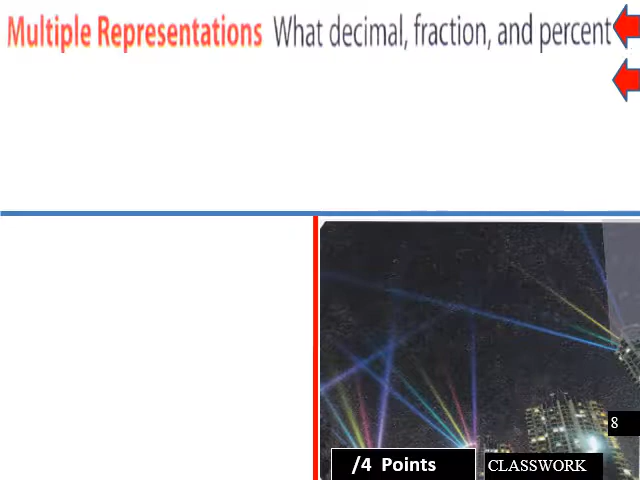 Multiple Representations What decimal, fraction, and percent
8
/4 Points
CLASSWORK